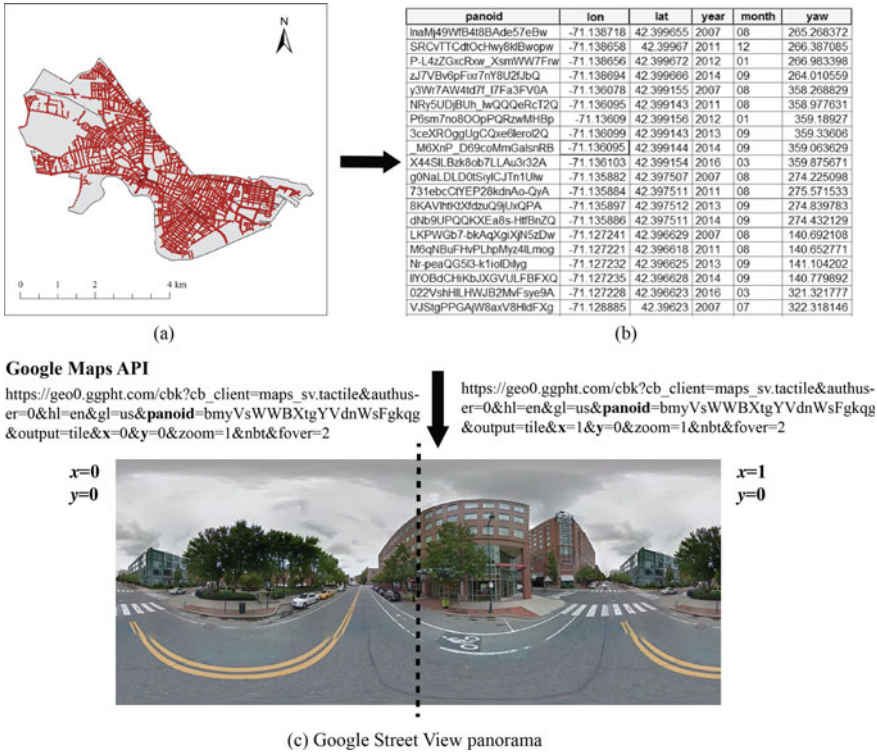 N
0 1 2 4 km
(a)
panoid lon lat year month yaw
InaMj49WfB4t8BAde57eBw -71.138718 42.399655 2007 08 265.268372
SRCvTTCdtOcHwy8klBwopw -71.138658 42.39967 2011 12 266.387085
P-L4zZGxcRxw_XsmWW7Frw -71.138656 42.399672 2012 01 266.983398
zJ7VBv6pFixr7nY8U2fJbQ -71.138694 42.399666 2014 09 264.010559
y3Wr7AW4td7f_I7Fa3FV0A -71.136078 42.399155 2007 08 358.268829
NRy5UDjBUh_IwQQQeRcT2Q -71.136095 42.399143 2011 08 358.977631
P6sm7no8OOpPQRzwMHBp -71.13609 42.399156 2012 01 359.18927
3ceXROggUgCQxe6lerol2Q -71.136099 42.399143 2013 09 359.33606
_M6XnP_D69coMmGalsnRB -71.136095 42.399144 2014 09 359.063629
X44SILBzk8ob7LLAu3r32A -71.136103 42.399154 2016 03 359.875671
g0NaLDLD0tSiylCJTn1UIw -71.135882 42.397507 2007 08 274.225098
731ebcCtYEP28kdnAo-QyA -71.135884 42.397511 2011 08 275.571533
8KAVlhtKtXfdzuQ9jUxQPA -71.135897 42.397512 2013 09 274.839783
dNb9UPQQKXEa8s-HtfBnZQ -71.135886 42.397511 2014 09 274.432129
LKPWGb7-bkAqXgiXjN5zDw -71.127241 42.396629 2007 08 140.692108
M6qNBuFHvPLhpMyz4lLmog -71.127221 42.396618 2011 08 140.652771
Nr-peaQG5l3-k1iolDilyg -71.127232 42.396625 2013 09 141.104202
IlYOBdCHiKbJXGVULFBFXQ -71.127235 42.396628 2014 09 140.779892
022VshHILHWJB2MvFsye9A -71.127228 42.396623 2016 03 321.321777
VJStgPPGAjW8axV8HldFXg -71.128885 42.39623 2007 07 322.318146
(b)
Google Maps API
https://geo0.ggpht.com/cbk?cb_client=maps_sv.tactile&authus-
er=0&hl=en&gl=us&panoid=bmyVsWWBXtgYVdnWsFgkqg
&output=tile&x=0&y=0&zoom=1&nbt&fover=2
https://geo0.ggpht.com/cbk?cb_client=maps_sv.tactile&authus-
er=0&hl=en&gl=us&panoid=bmyVsWWBXtgYVdnWsFgkqg
&output=tile&x=1&y=0&zoom=1&nbt&fover=2
x=0
y=0
x=1
y=0
(c) Google Street View panorama